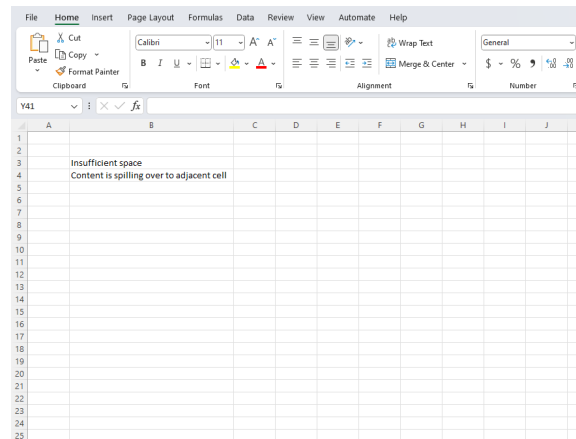 File Home Insert Page Layout Formulas Data Review View Automate Help
Cut
Copy
Format Painter
Paste
Calibri 11 A^ A˅
B I U A
Wrap Text
Merge & Center
General
$ % 9
Clipboard Font Alignment Number
Y41 fx
A B C D E F G H I J
1
2
3 Insufficient space
4 Content is spilling over to adjacent cell
5
6
7
8
9
10
11
12
13
14
15
16
17
18
19
20
21
22
23
24
25